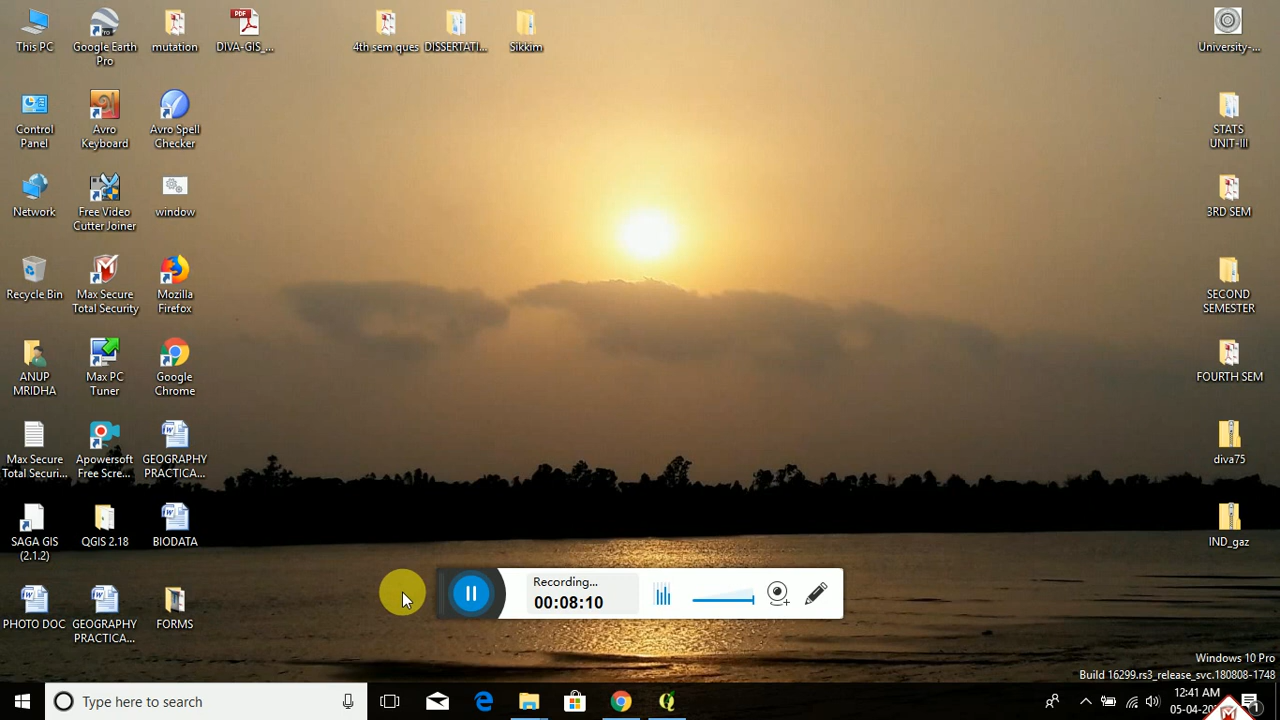 This PC
Google Earth
Pro
mutation
PDF
DIVA-GIS_...
4th sem ques
DISSERTATI...
Sikkim
University-...
Control
Panel
Avro
Keyboard
Avro Spell
Checker
STATS
UNIT-III
Network
Free Video
Cutter Joiner
window
3RD SEM
Recycle Bin
Max Secure
Total Security
Mozilla
Firefox
SECOND
SEMESTER
ANUP
MRIDHA
Max PC
Tuner
Google
Chrome
FOURTH SEM
Max Secure
Total Securi...
Apowersoft
Free Scre...
GEOGRAPHY
PRACTICA...
diva75
SAGA GIS
(2.1.2)
QGIS 2.18
BIODATA
IND_gaz
PHOTO DOC
GEOGRAPHY
PRACTICA...
FORMS
Recording...
00:08:10
Windows 10 Pro
Build 16299.rs3_release_svc.180808-1748
Type here to search
12:41 AM
05-04-20
1